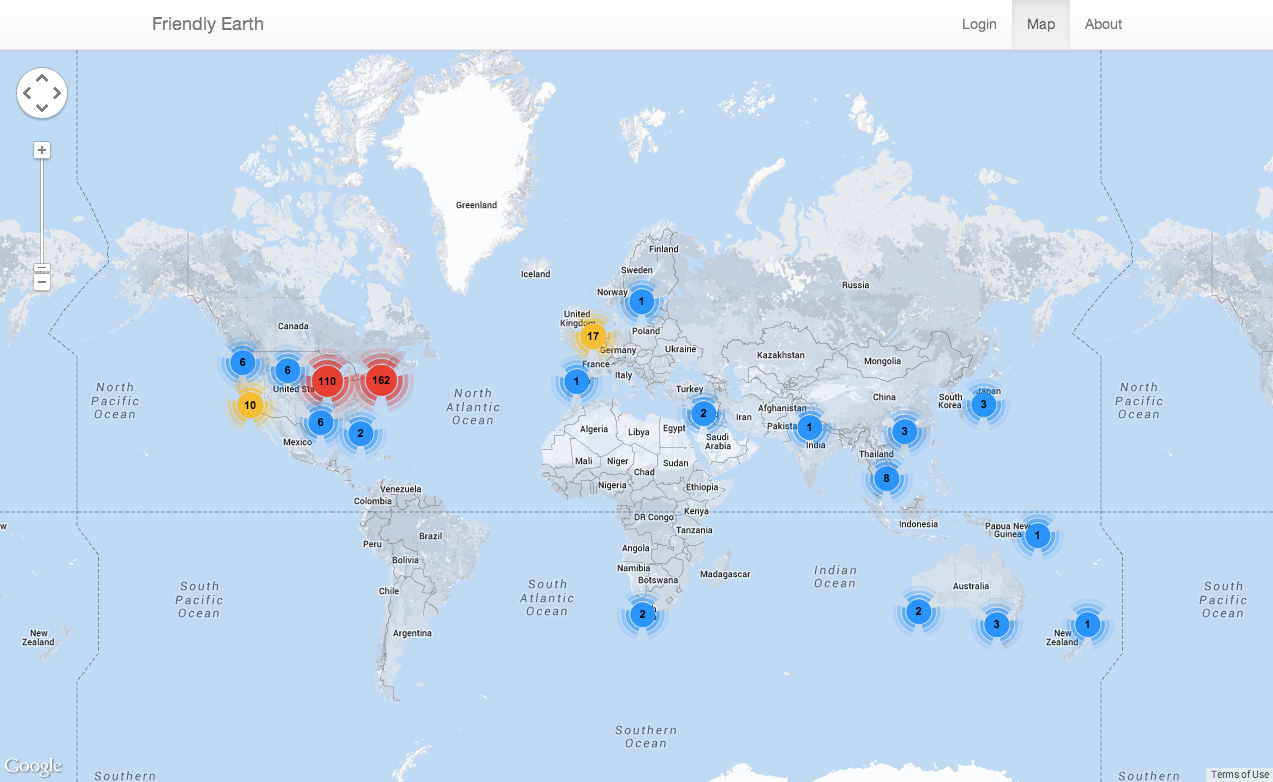 Friendly Earth
Login
Map
About
Greenland
Finland
Iceland
Sweden
Russia
Norway
1
United
Kingdom
Canada
17
Poland
Germany
Ukraine
Kazakhstan
Mongolia
6
6
110
162
France
Italy
1
United Sta
North
Pacific
Ocean
North
Atlantic
Ocean
Turkey
China
South
Korea
Japan
3
North
Pacific
Ocean
10
2
Iran
Afghanistan
Pakista
1
India
3
6
2
Mexico
Algeria
Libya
Egypt
Saudi
Arabia
Thailand
Mali
Niger
Chad
Sudan
8
Venezuela
Colombia
Nigeria
Ethiopia
Kenya
DR Congo
Tanzania
Indonesia
Papua New
Guinea
1
w
Peru
Brazil
Bolivia
Angola
Namibia
Botswana
Madagascar
Indian
Ocean
Australia
Chile
South
Pacific
Ocean
South
Atlantic
Ocean
2
2
3
1
South
Pacific
Ocean
New
Zealand
Argentina
New
Zealand
Southern
Ocean
Google
Southern
Southern
Terms of Use